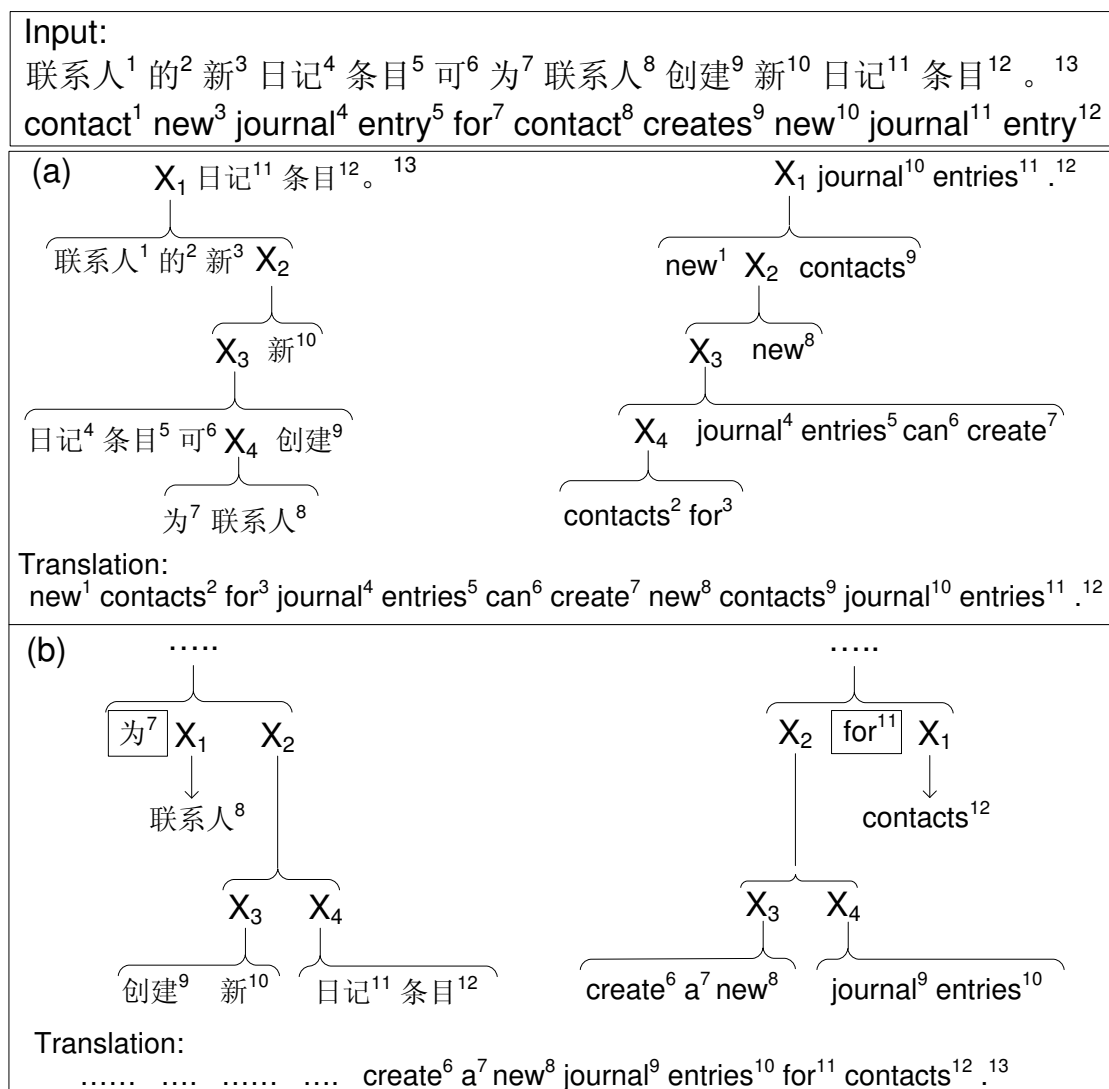 Input:
联系人¹ 的² 新³ 日记⁴ 条目⁵ 可⁶ 为⁷ 联系人⁸ 创建⁹ 新¹⁰ 日记¹¹ 条目¹² 。¹³
contact¹ new³ journal⁴ entry⁵ for⁷ contact⁸ creates⁹ new¹⁰ journal¹¹ entry¹²
(a)
X₁ 日记¹¹ 条目¹²。¹³ X₁ journal¹⁰ entries¹¹ .¹²
联系人¹ 的² 新³ X₂ new¹ X₂ contacts⁹
X₃ 新¹⁰ X₃ new⁸
日记⁴ 条目⁵ 可⁶ X₄ 创建⁹ X₄ journal⁴ entries⁵ can⁶ create⁷
为⁷ 联系人⁸ contacts² for³
Translation:
new¹ contacts² for³ journal⁴ entries⁵ can⁶ create⁷ new⁸ contacts⁹ journal¹⁰ entries¹¹ .¹²
(b)
..... .....
为⁷ X₁ X₂ X₂ for¹¹ X₁
联系人⁸ contacts¹²
X₃ X₄ X₃ X₄
创建⁹ 新¹⁰ 日记¹¹ 条目¹² create⁶ a⁷ new⁸ journal⁹ entries¹⁰
Translation:
...... .... ...... .... create⁶ a⁷ new⁸ journal⁹ entries¹⁰ for¹¹ contacts¹² .¹³